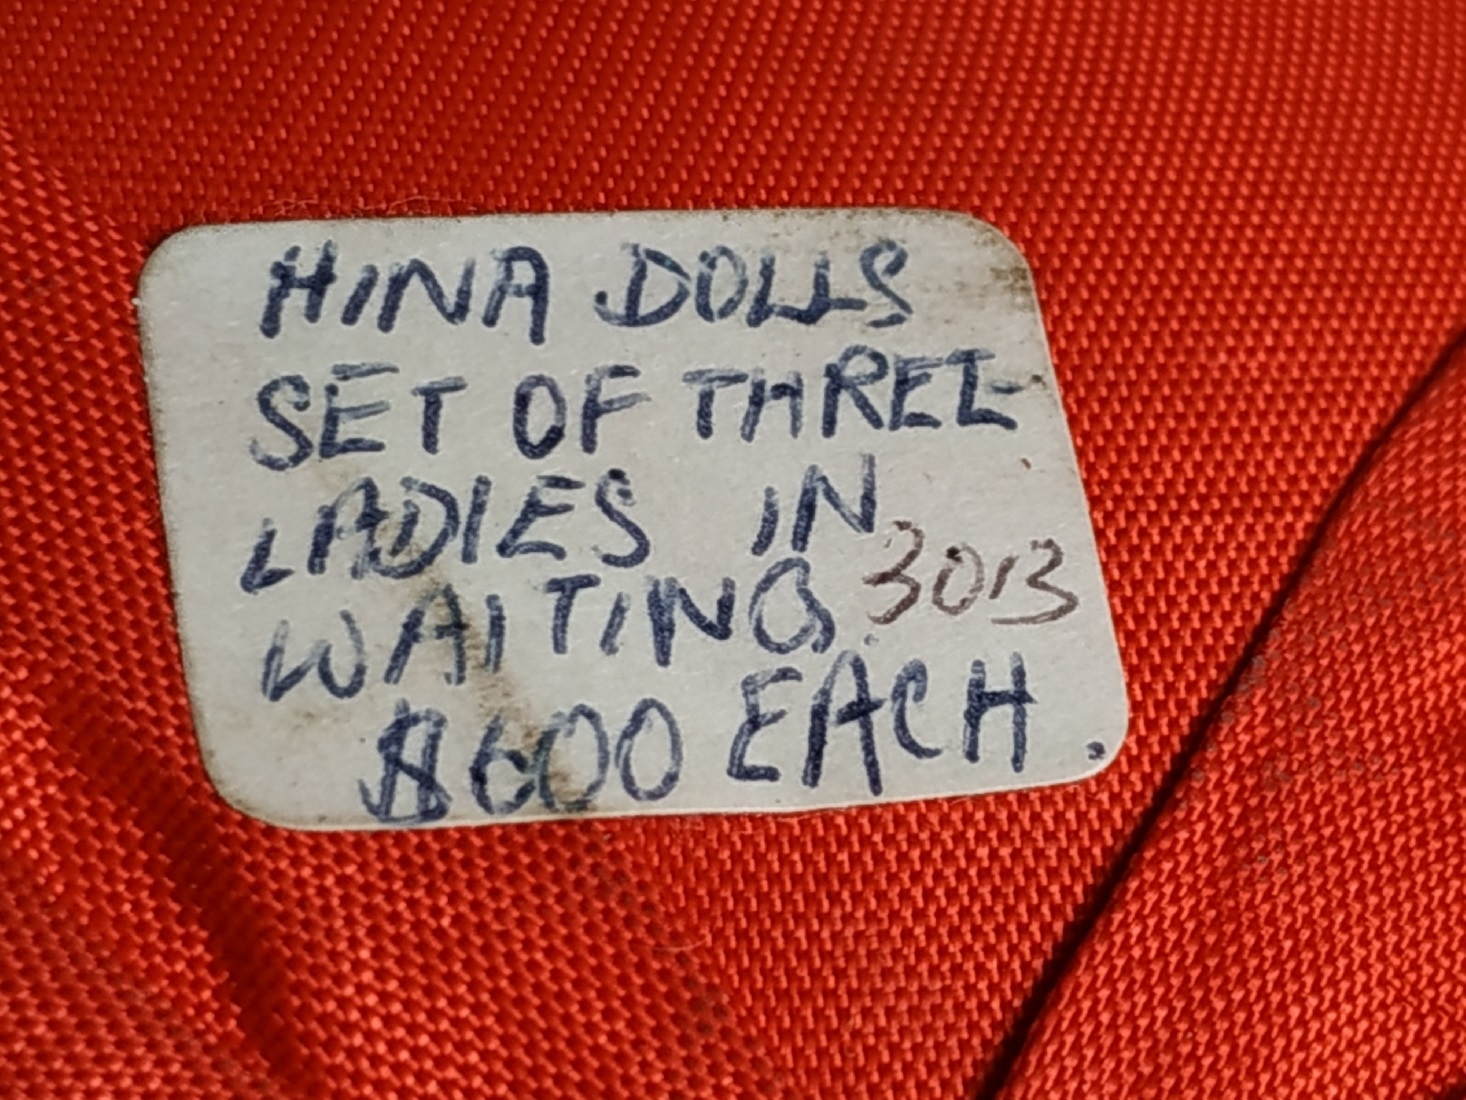 HINA DOLLS
SET OF THREE
LADIES IN
WAITING. 3013
$600 EACH.